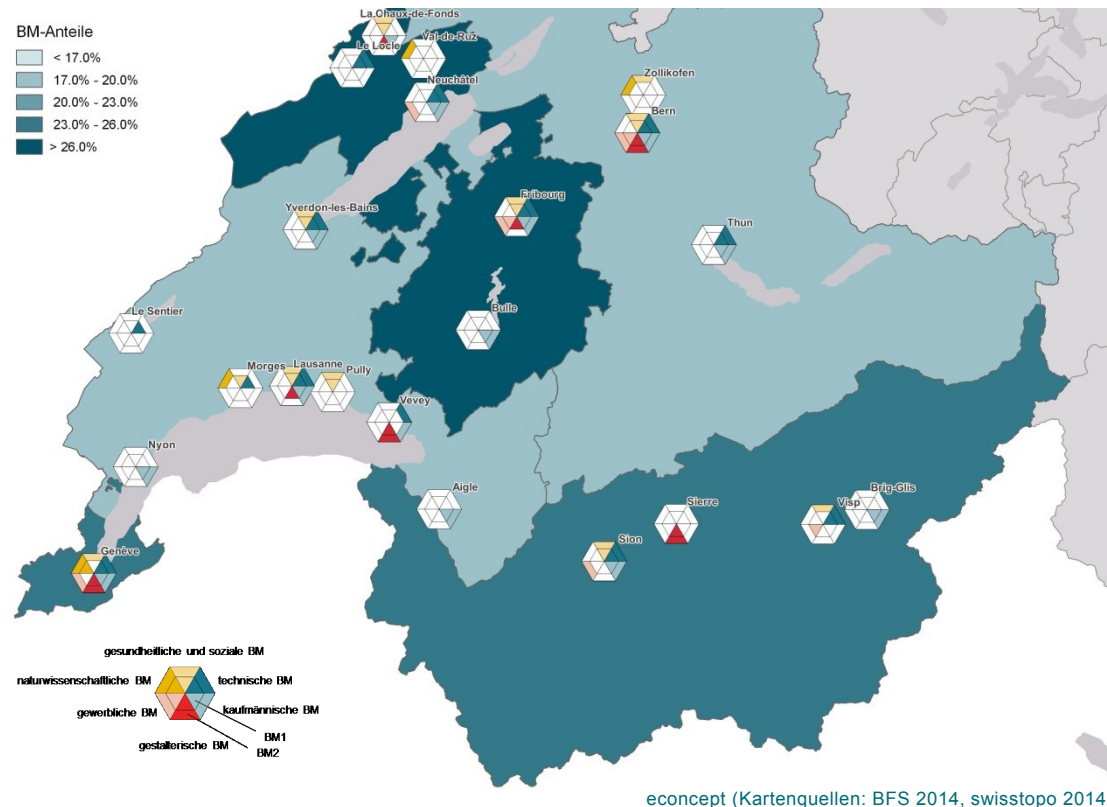 BM-Anteile
< 17.0%
17.0% - 20.0%
20.0% - 23.0%
23.0% - 26.0%
> 26.0%
La Chaux-de-Fonds
Val-de-Ruz
Le Locle
Neuchâtel
Zollikofen
Bern
Yverdon-les-Bains
Fribourg
Thun
Le Sentier
Bulle
Morges
Lausanne
Pully
Vevey
Nyon
Aigle
Sierre
Visp
Brig-Glis
Sion
Genève
gesundheitliche und soziale BM
naturwissenschaftliche BM
technische BM
gewerbliche BM
kaufmännische BM
gestalterische BM
BM1
BM2
econcept (Kartenquellen: BFS 2014, swisstopo 2014